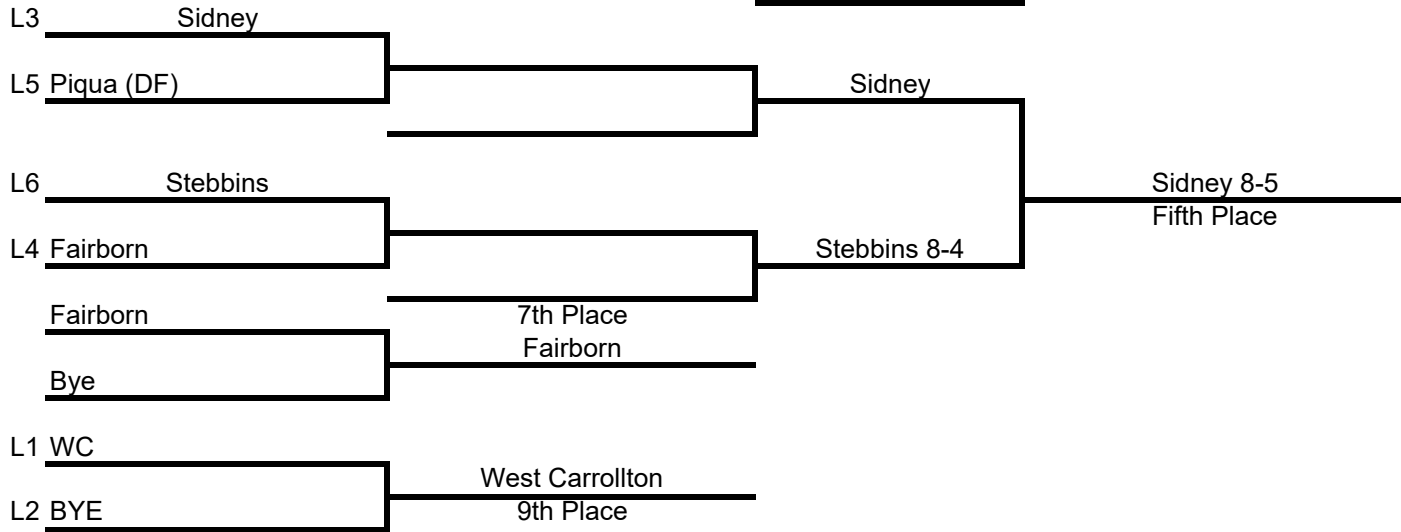 L3 Sidney
L5 Piqua (DF)
Sidney
L6 Stebbins
Sidney 8-5
Fifth Place
L4 Fairborn
Stebbins 8-4
Fairborn
7th Place
Fairborn
Bye
L1 WC
West Carrollton
L2 BYE
9th Place